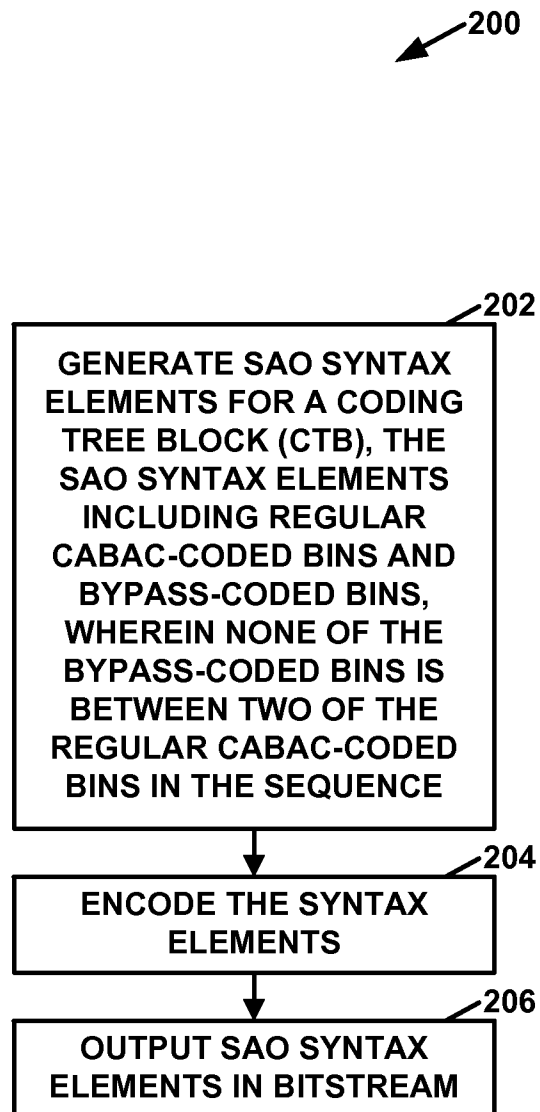 200
202
GENERATE SAO SYNTAX
ELEMENTS FOR A CODING
TREE BLOCK (CTB), THE
SAO SYNTAX ELEMENTS
INCLUDING REGULAR
CABAC-CODED BINS AND
BYPASS-CODED BINS,
WHEREIN NONE OF THE
BYPASS-CODED BINS IS
BETWEEN TWO OF THE
REGULAR CABAC-CODED
BINS IN THE SEQUENCE
204
ENCODE THE SYNTAX
ELEMENTS
206
OUTPUT SAO SYNTAX
ELEMENTS IN BITSTREAM